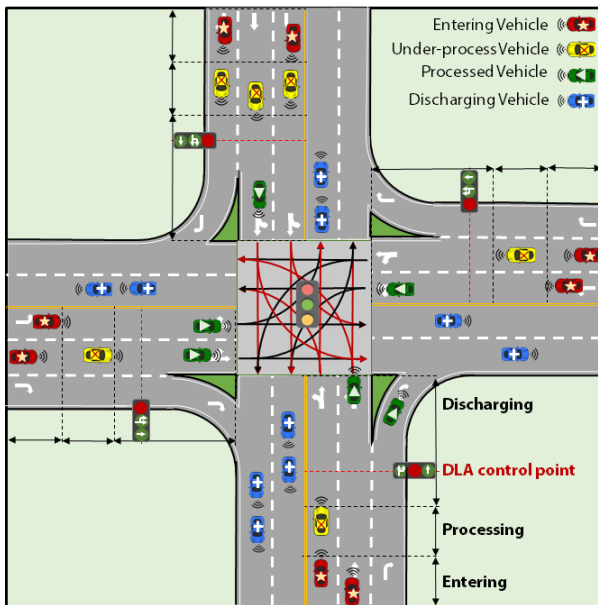 Entering Vehicle
Under-process Vehicle
Processed Vehicle
Discharging Vehicle
Discharging
DLA control point
Processing
Entering